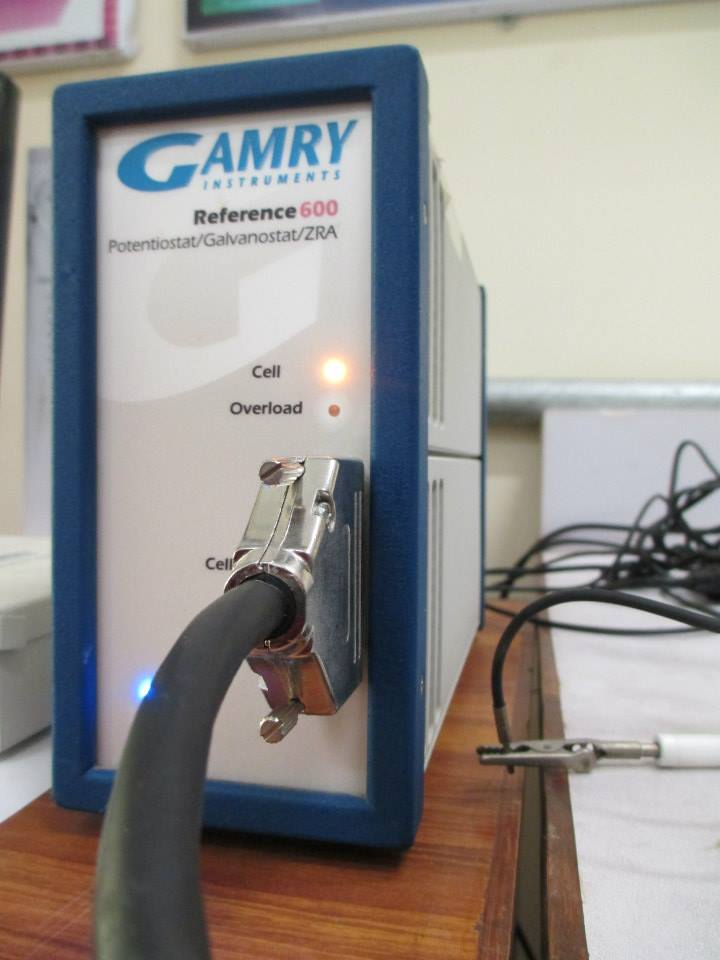 GAMRY
INSTRUMENTS
Reference600
Potentiostat/Galvanostat/ZRA
Cell
Overload
Cell